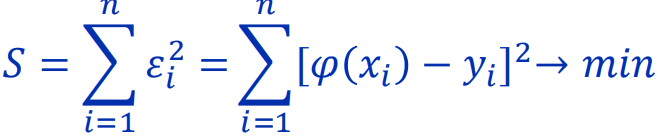 S = ∑_{i=1}^{n} ε_i^2 = ∑_{i=1}^{n} [φ(x_i) − y_i]^2 → min